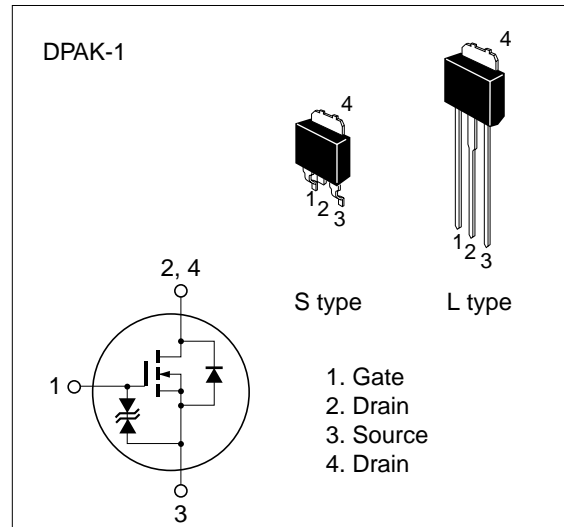 DPAK-1
4
4
1 2 3
1 2 3
S type
L type
2, 4
1
3
1. Gate
2. Drain
3. Source
4. Drain